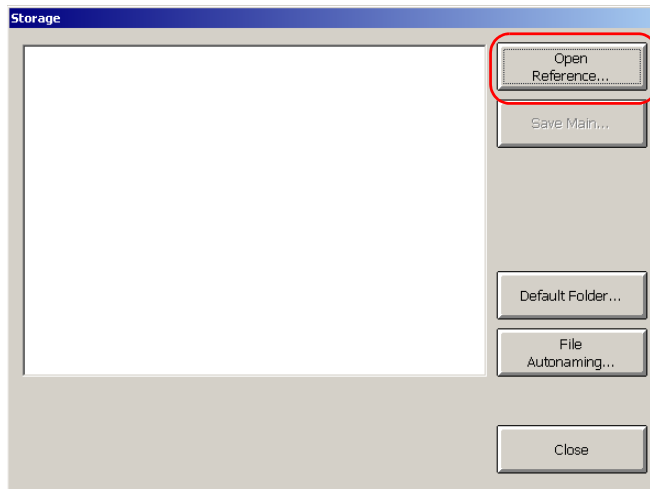 Storage
Open
Reference...
Save Main...
Default Folder...
File
Autonaming...
Close